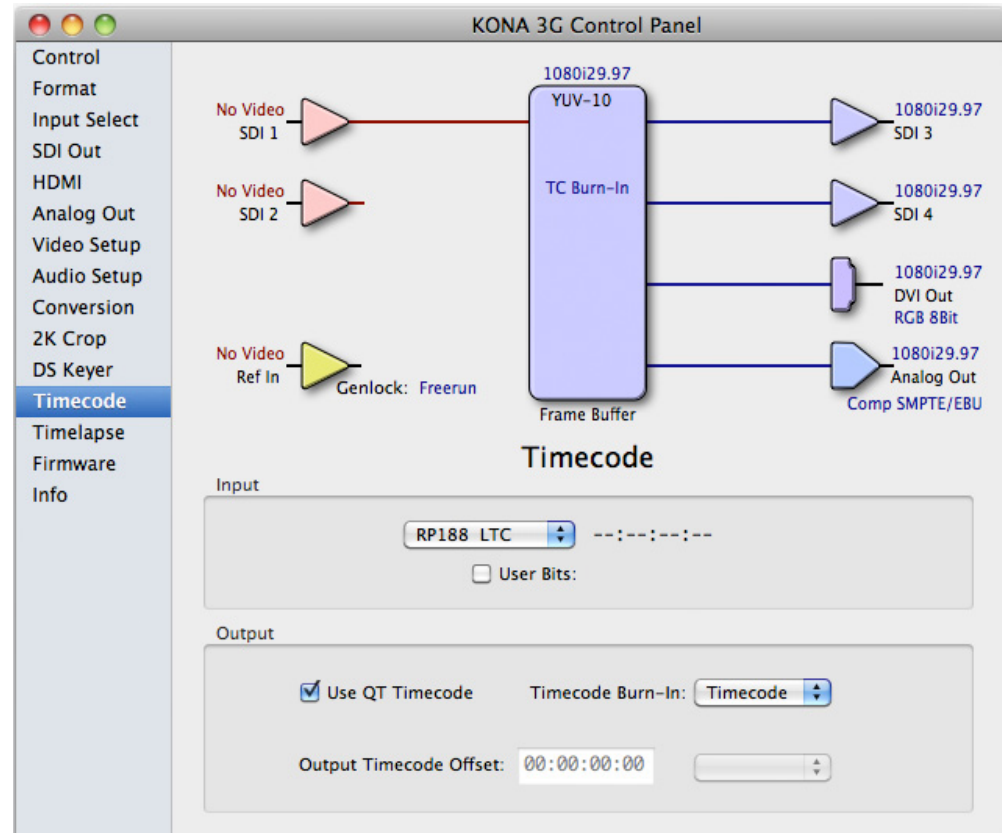 KONA 3G Control Panel
Control
Format
Input Select
SDI Out
HDMI
Analog Out
Video Setup
Audio Setup
Conversion
2K Crop
DS Keyer
Timecode
Timelapse
Firmware
Info
1080i29.97
YUV-10
TC Burn-In
Frame Buffer
No Video
SDI 1
No Video
SDI 2
No Video
Ref In
Genlock: Freerun
1080i29.97
SDI 3
1080i29.97
SDI 4
1080i29.97
DVI Out
RGB 8Bit
1080i29.97
Analog Out
Comp SMPTE/EBU
Timecode
Input
RP188 LTC --:--:--:--
User Bits:
Output
Use QT Timecode Timecode Burn-In: Timecode
Output Timecode Offset: 00:00:00:00